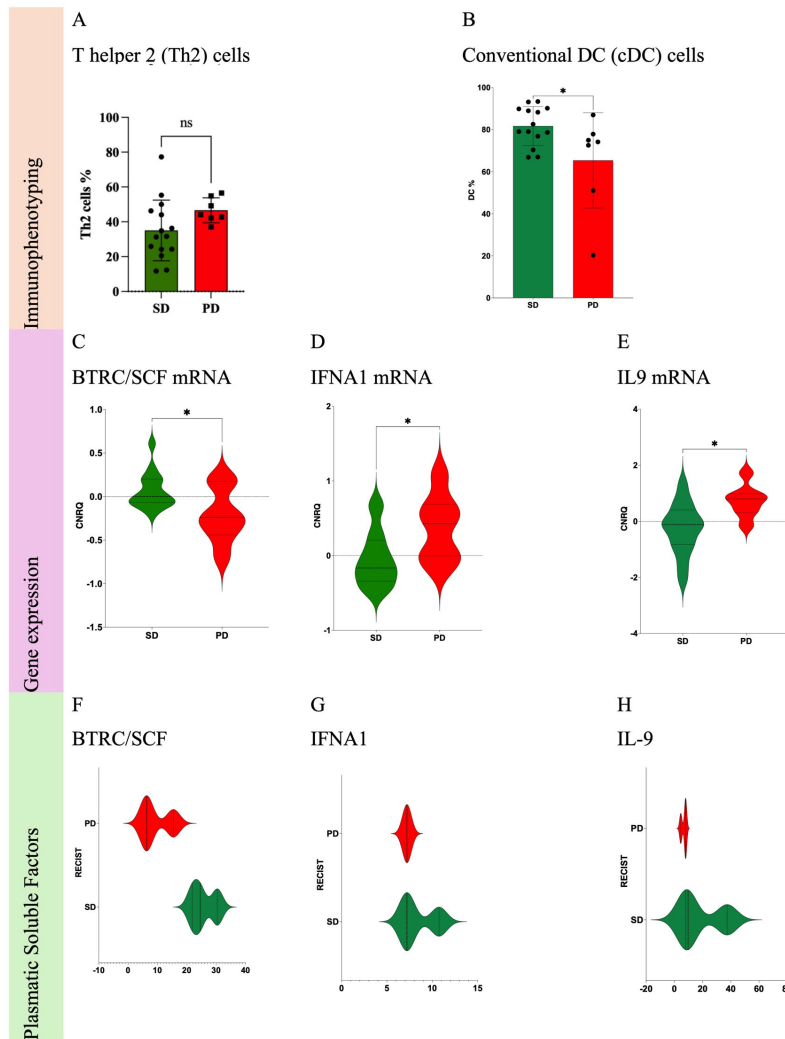 A
T helper 2 (Th2) cells
Th2 cells %
100
80
60
40
20
0
ns
SD
PD
B
Conventional DC (cDC) cells
DC %
100
80
60
40
20
0
*
SD
PD
Immunophenotyping
C
BTRC/SCF mRNA
CNRQ
1.0
0.5
0.0
-0.5
-1.0
-1.5
*
SD
PD
D
IFNA1 mRNA
CNRQ
2
1
0
-1
*
SD
PD
E
IL9 mRNA
CNRQ
4
2
0
-2
-4
*
SD
PD
Gene expression
F
BTRC/SCF
RECIST
PD
SD
-10
0
10
20
30
40
G
IFNA1
RECIST
PD
SD
0
5
10
15
H
IL-9
RECIST
PD
SD
-20
0
20
40
60
Plasmatic Soluble Factors